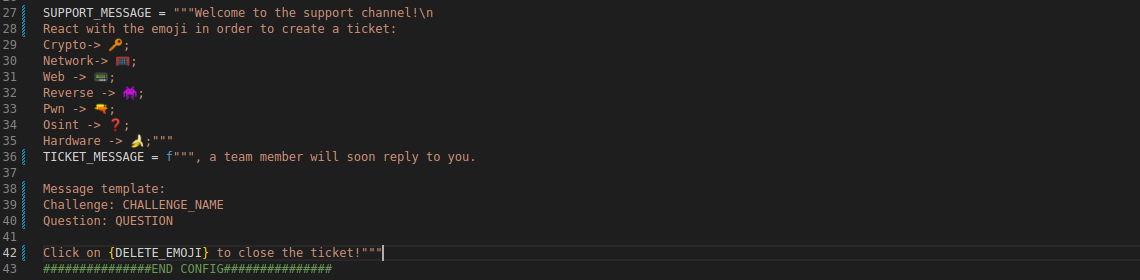 27 SUPPORT_MESSAGE = """Welcome to the support channel!\n
28 React with the emoji in order to create a ticket:
29 Crypto-> 🔑;
30 Network-> 🥅;
31 Web -> 📟;
32 Reverse -> 👾;
33 Pwn -> 🔫;
34 Osint -> ❓;
35 Hardware -> 🍌;"""
36 TICKET_MESSAGE = f""", a team member will soon reply to you.
37
38 Message template:
39 Challenge: CHALLENGE_NAME
40 Question: QUESTION
41
42 Click on {DELETE_EMOJI} to close the ticket!"""
43 ###############END CONFIG###############